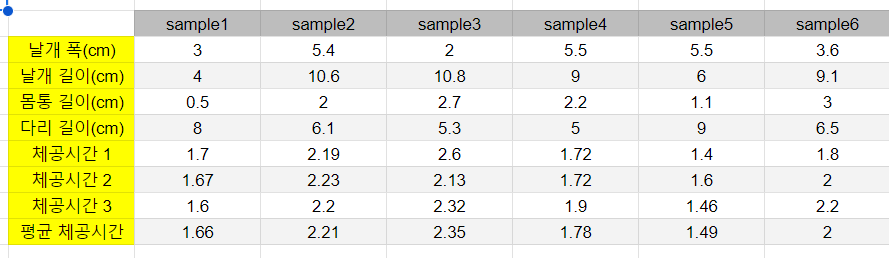 sample1 sample2 sample3 sample4 sample5 sample6
날개 폭(cm) 3 5.4 2 5.5 5.5 3.6
날개 길이(cm) 4 10.6 10.8 9 6 9.1
몸통 길이(cm) 0.5 2 2.7 2.2 1.1 3
다리 길이(cm) 8 6.1 5.3 5 9 6.5
체공시간 1 1.7 2.19 2.6 1.72 1.4 1.8
체공시간 2 1.67 2.23 2.13 1.72 1.6 2
체공시간 3 1.6 2.2 2.32 1.9 1.46 2.2
평균 체공시간 1.66 2.21 2.35 1.78 1.49 2